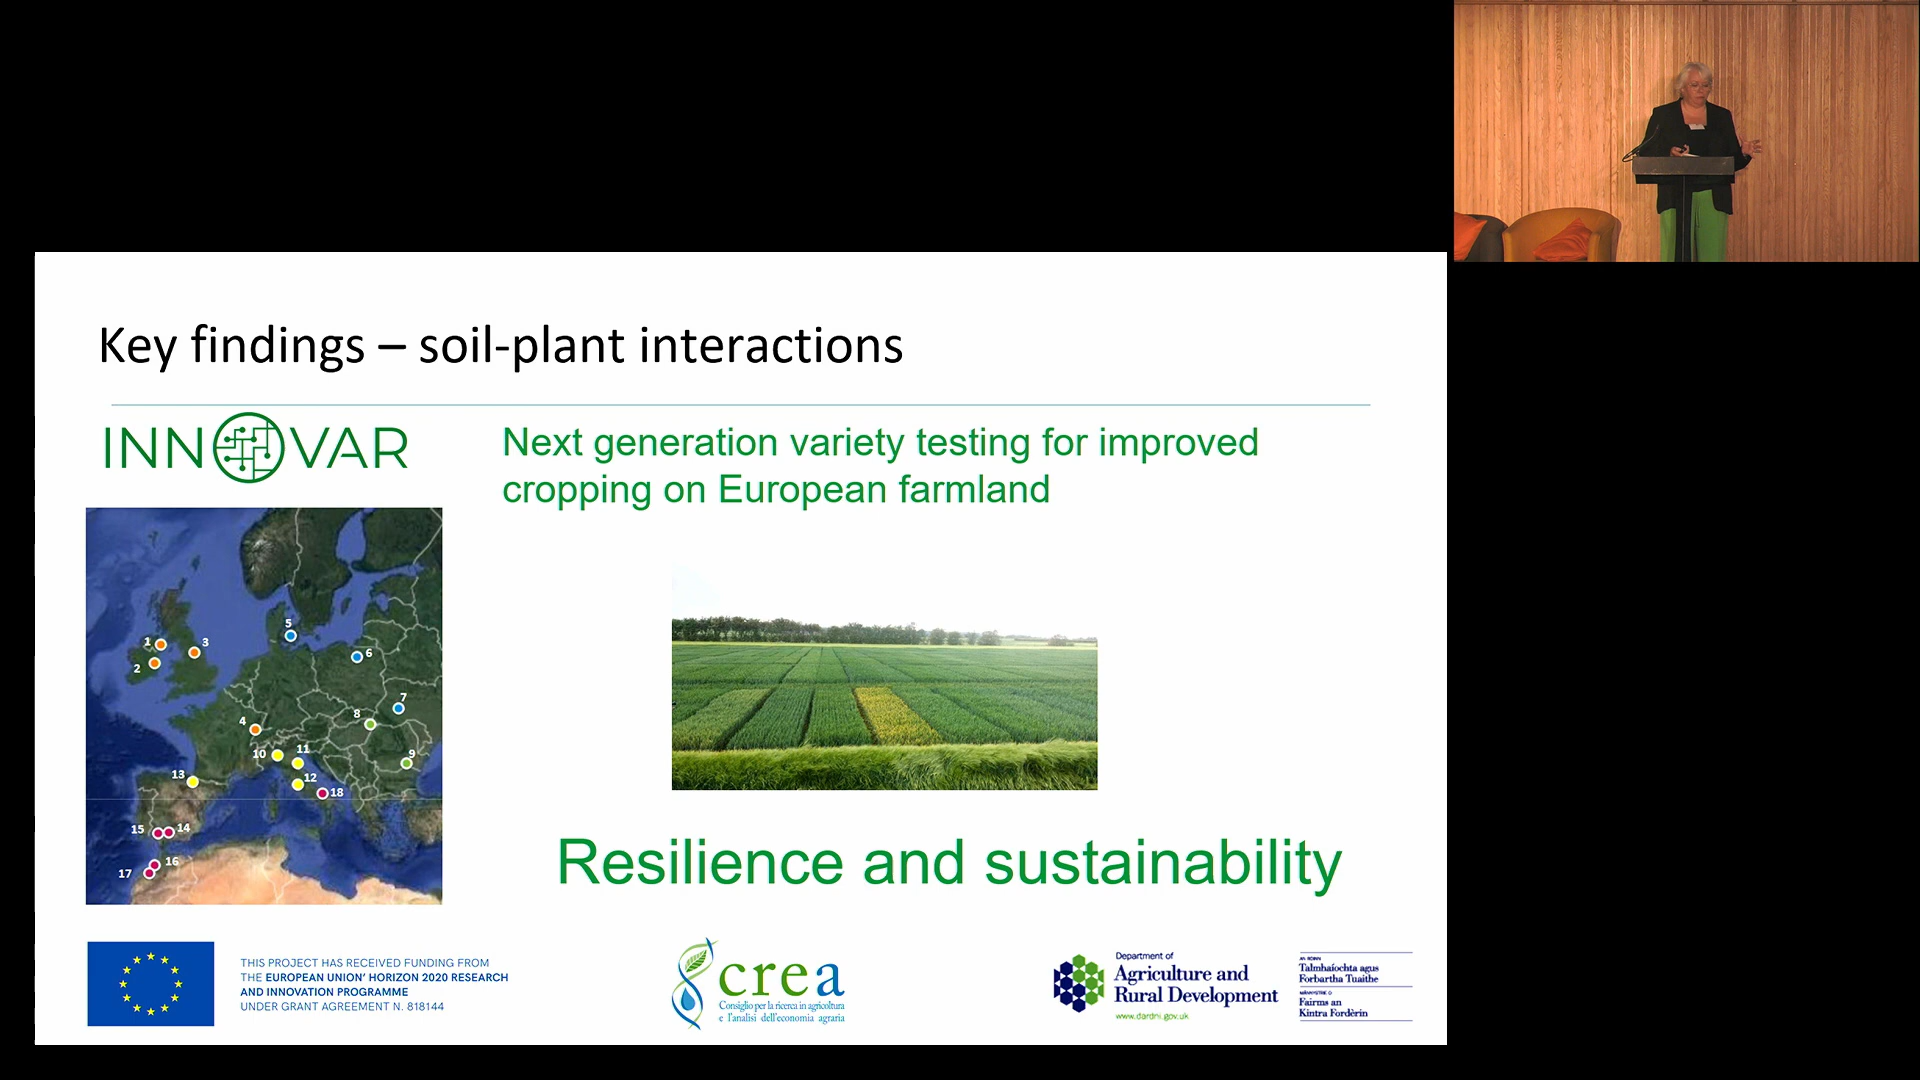 Key findings – soil-plant interactions
INNOVAR
Next generation variety testing for improved
cropping on European farmland
1
2
3
4
5
6
7
8
9
10
11
12
13
14
15
16
17
18
Resilience and sustainability
THIS PROJECT HAS RECEIVED FUNDING FROM
THE EUROPEAN UNION' HORIZON 2020 RESEARCH
AND INNOVATION PROGRAMME
UNDER GRANT AGREEMENT N. 818144
crea
Consiglio per la ricerca in agricoltura
e l'analisi dell'economia agraria
Department of
Agriculture and
Rural Development
www.dardni.gov.uk
AN ROINN
Talmhaíochta agus
Forbartha Tuaithe
MÄNNYSTRIE O
Fairms an
Kintra Fordèrin